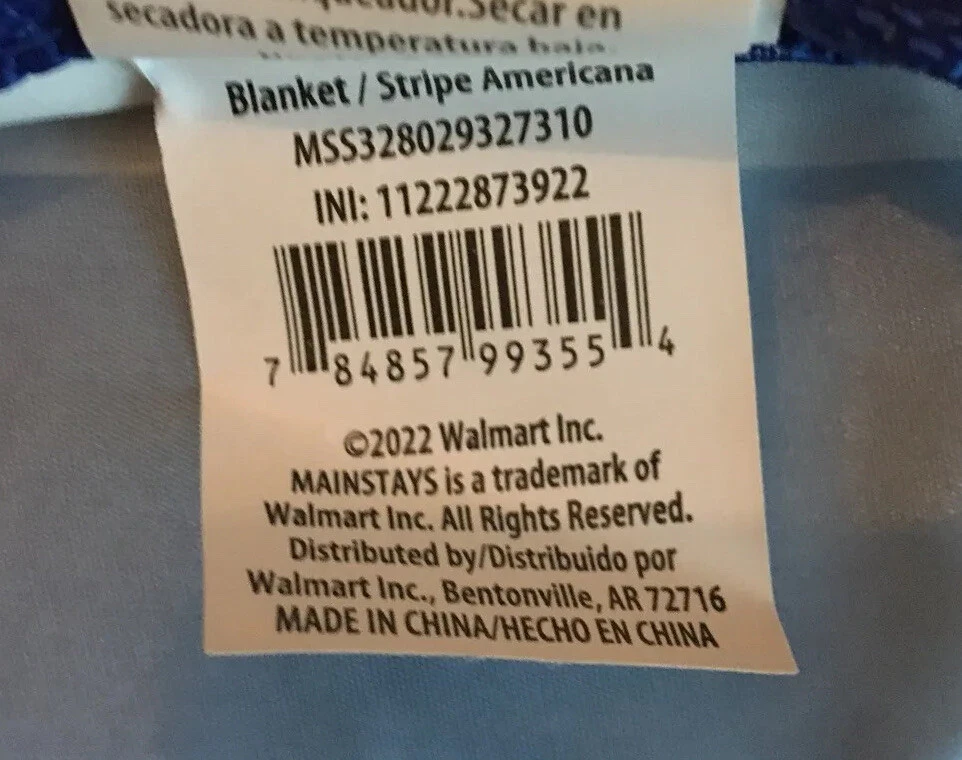 .Secar en
secadora a temperatura baja.
Blanket / Stripe Americana
MSS328029327310
INI: 11222873922
7 84857 99355 4
©2022 Walmart Inc.
MAINSTAYS is a trademark of
Walmart Inc. All Rights Reserved.
Distributed by/Distribuido por
Walmart Inc., Bentonville, AR 72716
MADE IN CHINA/HECHO EN CHINA